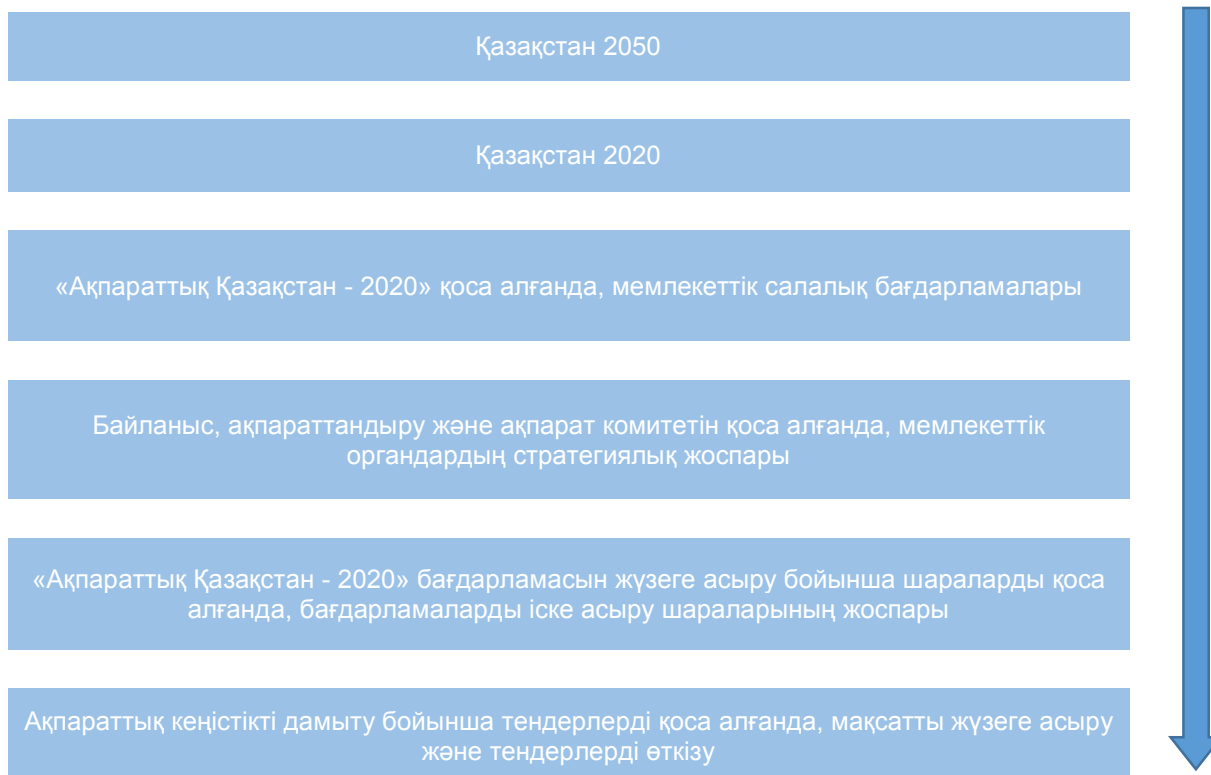 Қазақстан 2050
Қазақстан 2020
«Ақпараттық Қазақстан - 2020» қоса алғанда, мемлекеттік салалық бағдарламалары
Байланыс, ақпараттандыру және ақпарат комитетін қоса алғанда, мемлекеттік
органдардың стратегиялық жоспары
«Ақпараттық Қазақстан - 2020» бағдарламасын жүзеге асыру бойынша шараларды қоса
алғанда, бағдарламаларды іске асыру шараларының жоспары
Ақпараттық кеңістікті дамыту бойынша тендерлерді қоса алғанда, мақсатты жүзеге асыру
және тендерлерді өткізу